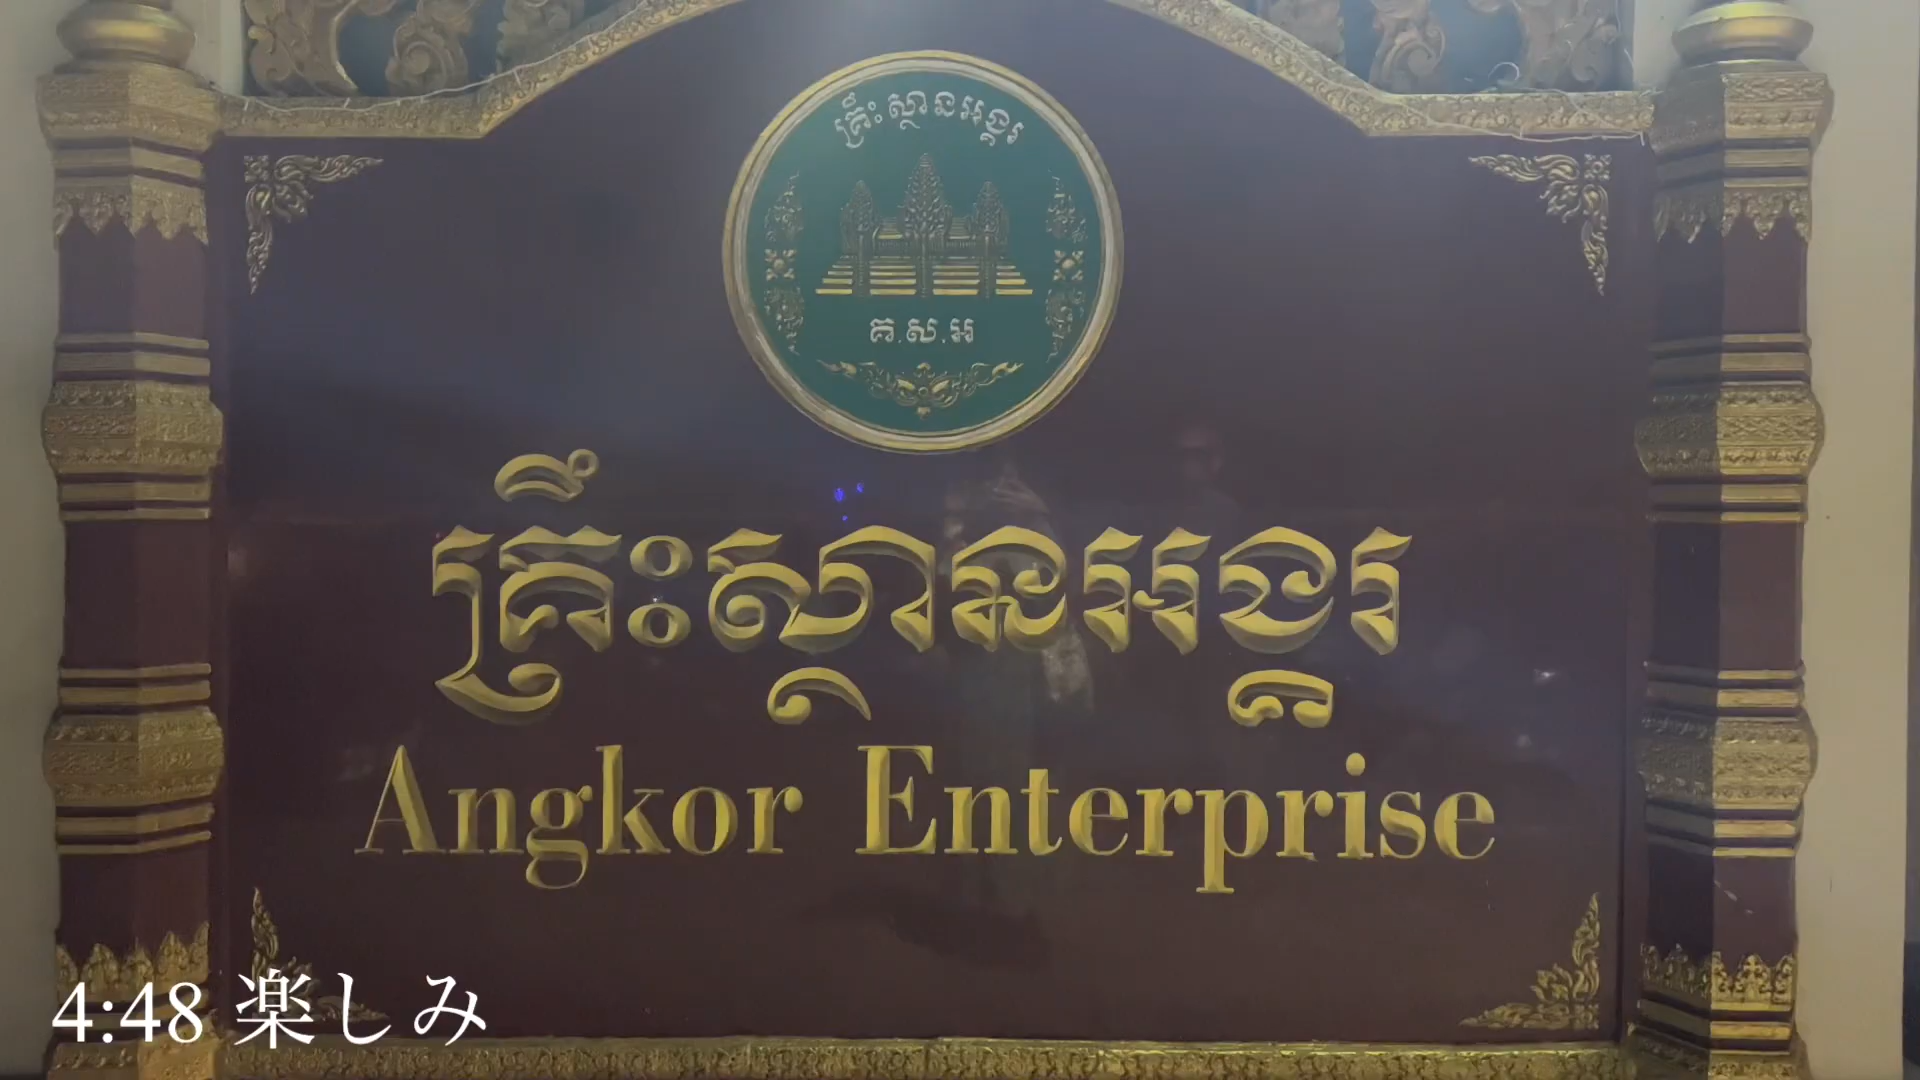 គ្រឹះស្ថានអង្គរ
គ.ស.អ
គ្រឹះស្ថានអង្គរ
Angkor Enterprise
4:48 楽しみ